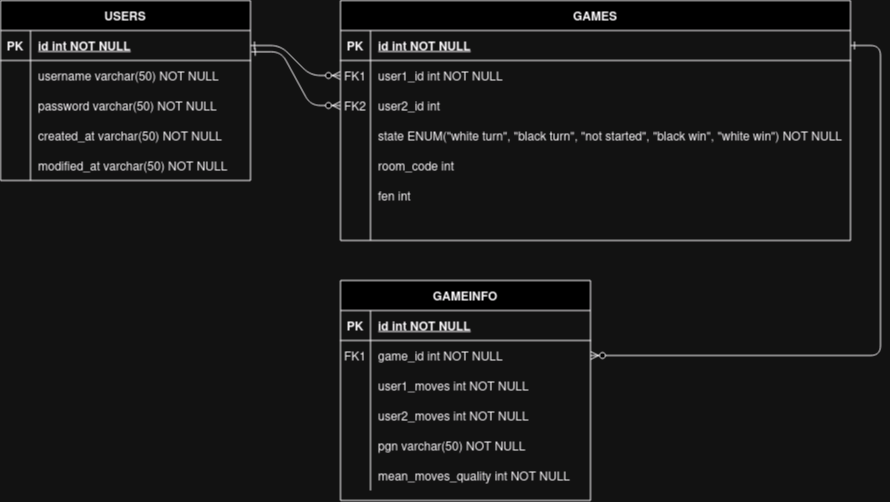 USERS
PK id int NOT NULL
username varchar(50) NOT NULL
password varchar(50) NOT NULL
created_at varchar(50) NOT NULL
modified_at varchar(50) NOT NULL
GAMES
PK id int NOT NULL
FK1 user1_id int NOT NULL
FK2 user2_id int
state ENUM("white turn", "black turn", "not started", "black win", "white win") NOT NULL
room_code int
fen int
GAMEINFO
PK id int NOT NULL
FK1 game_id int NOT NULL
user1_moves int NOT NULL
user2_moves int NOT NULL
pgn varchar(50) NOT NULL
mean_moves_quality int NOT NULL